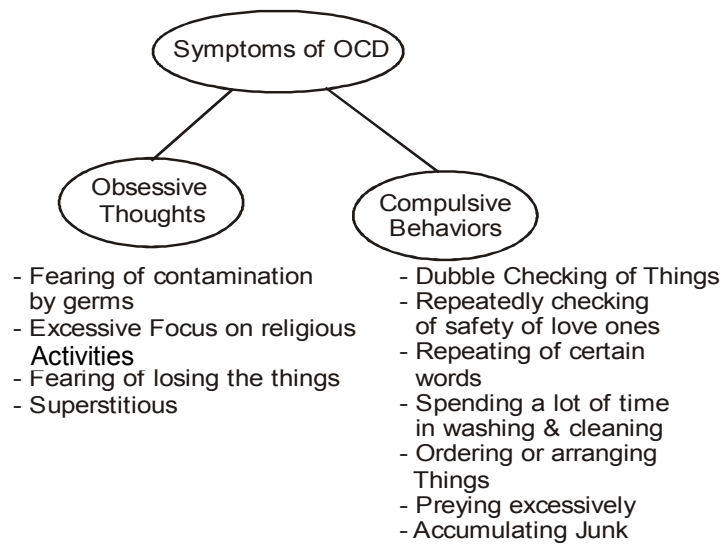 Symptoms of OCD
Obsessive
Thoughts
- Fearing of contamination
by germs
- Excessive Focus on religious
Activities
- Fearing of losing the things
- Superstitious
Compulsive
Behaviors
- Dubble Checking of Things
- Repeatedly checking
of safety of love ones
- Repeating of certain
words
- Spending a lot of time
in washing & cleaning
- Ordering or arranging
Things
- Preying excessively
- Accumulating Junk